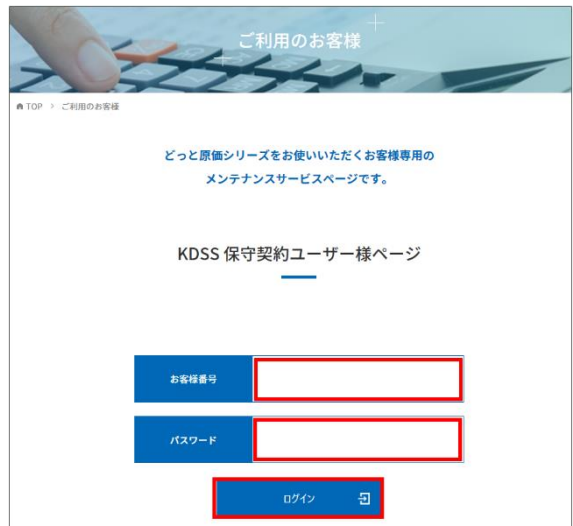 ご利用のお客様
TOP > ご利用のお客様
どっと原価シリーズをお使いいただくお客様専用の
メンテナンスサービスページです。
KDSS 保守契約ユーザー様ページ
お客様番号
パスワード
ログイン